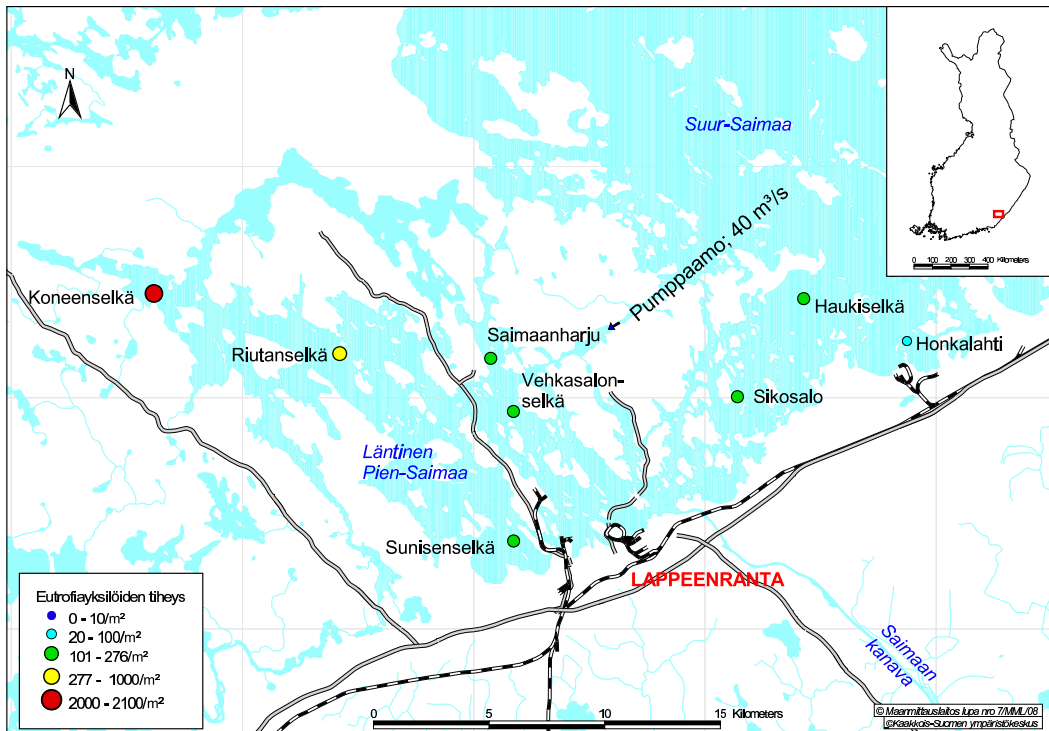 N
Suur-Saimaa
Pumppaamo; 40 m³/s
Koneenselkä
Riutanselkä
Saimaanharju
Vehkasalon-
selkä
Haukiselkä
Honkalahti
Sikosalo
Läntinen
Pien-Saimaa
Sunisenselkä
LAPPEENRANTA
Saimaan
kanava
0 100 200 300 400 Kilometers
Eutrofiayksilöiden tiheys
0 - 10/m²
20 - 100/m²
101 - 276/m²
277 - 1000/m²
2000 - 2100/m²
0 5 10 15 Kilometers
© Maanmittauslaitos lupa nro 7/MML/08
©Kaakkois-Suomen ympäristökeskus